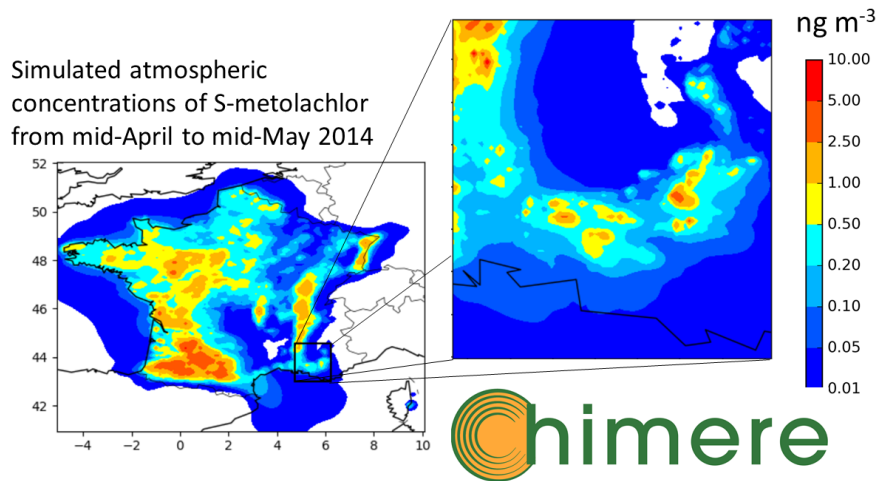 ng m-3
Simulated atmospheric
concentrations of S-metolachlor
from mid-April to mid-May 2014
10.00
5.00
2.50
1.00
0.50
0.20
0.10
0.05
0.01
52
50
48
46
44
42
−4 −2 0 2 4 6 8 10
Chimere